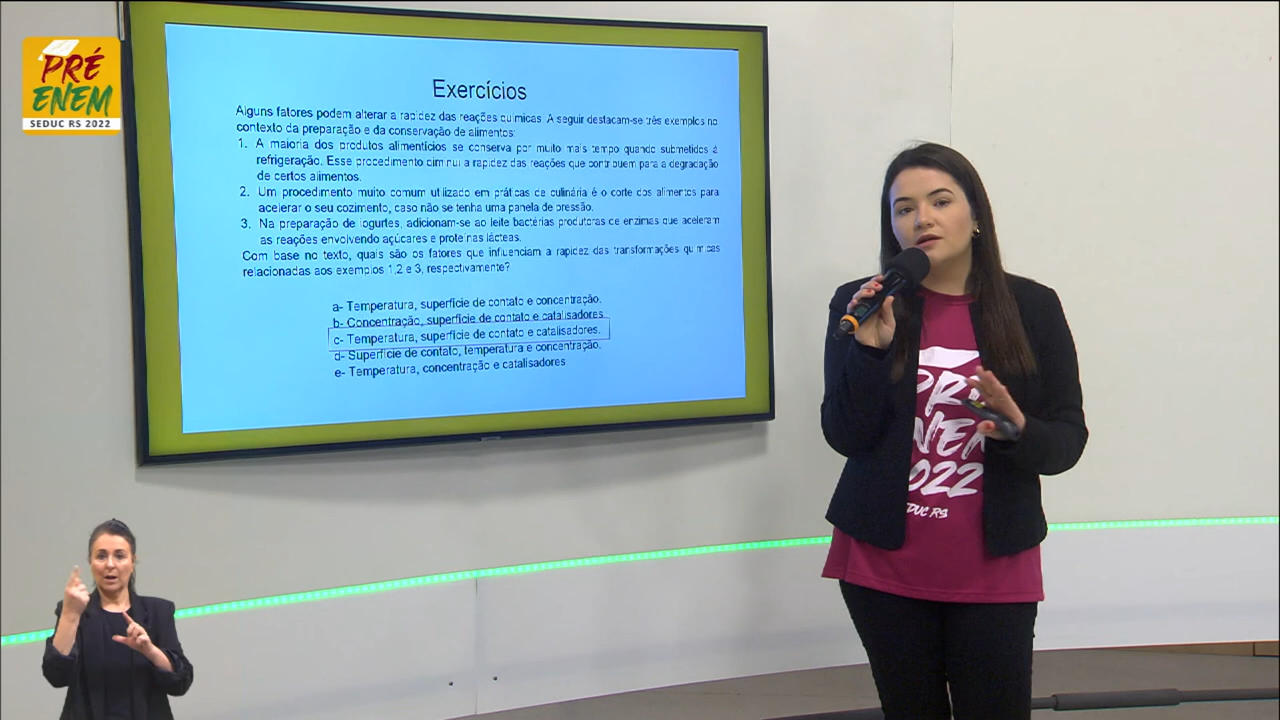 PRÉ
ENEM
SEDUC RS 2022
Exercícios
Alguns fatores podem alterar a rapidez das reações químicas. A seguir destacam-se três exemplos no
contexto da preparação e da conservação de alimentos:
1. A maioria dos produtos alimentícios se conserva por muito mais tempo quando submetidos à
refrigeração. Esse procedimento diminui a rapidez das reações que contribuem para a degradação
de certos alimentos.
2. Um procedimento muito comum utilizado em práticas de culinária é o corte dos alimentos para
acelerar o seu cozimento, caso não se tenha uma panela de pressão.
3. Na preparação de iogurtes, adicionam-se ao leite bactérias produtoras de enzimas que aceleram
as reações envolvendo açúcares e proteínas lácteas.
Com base no texto, quais são os fatores que influenciam a rapidez das transformações químicas
relacionadas aos exemplos 1,2 e 3, respectivamente?
a- Temperatura, superfície de contato e concentração.
b- Concentração, superfície de contato e catalisadores.
c- Temperatura, superfície de contato e catalisadores.
d- Superfície de contato, temperatura e concentração.
e- Temperatura, concentração e catalisadores
PRÉ
ENEM
2022
SEDUC RS